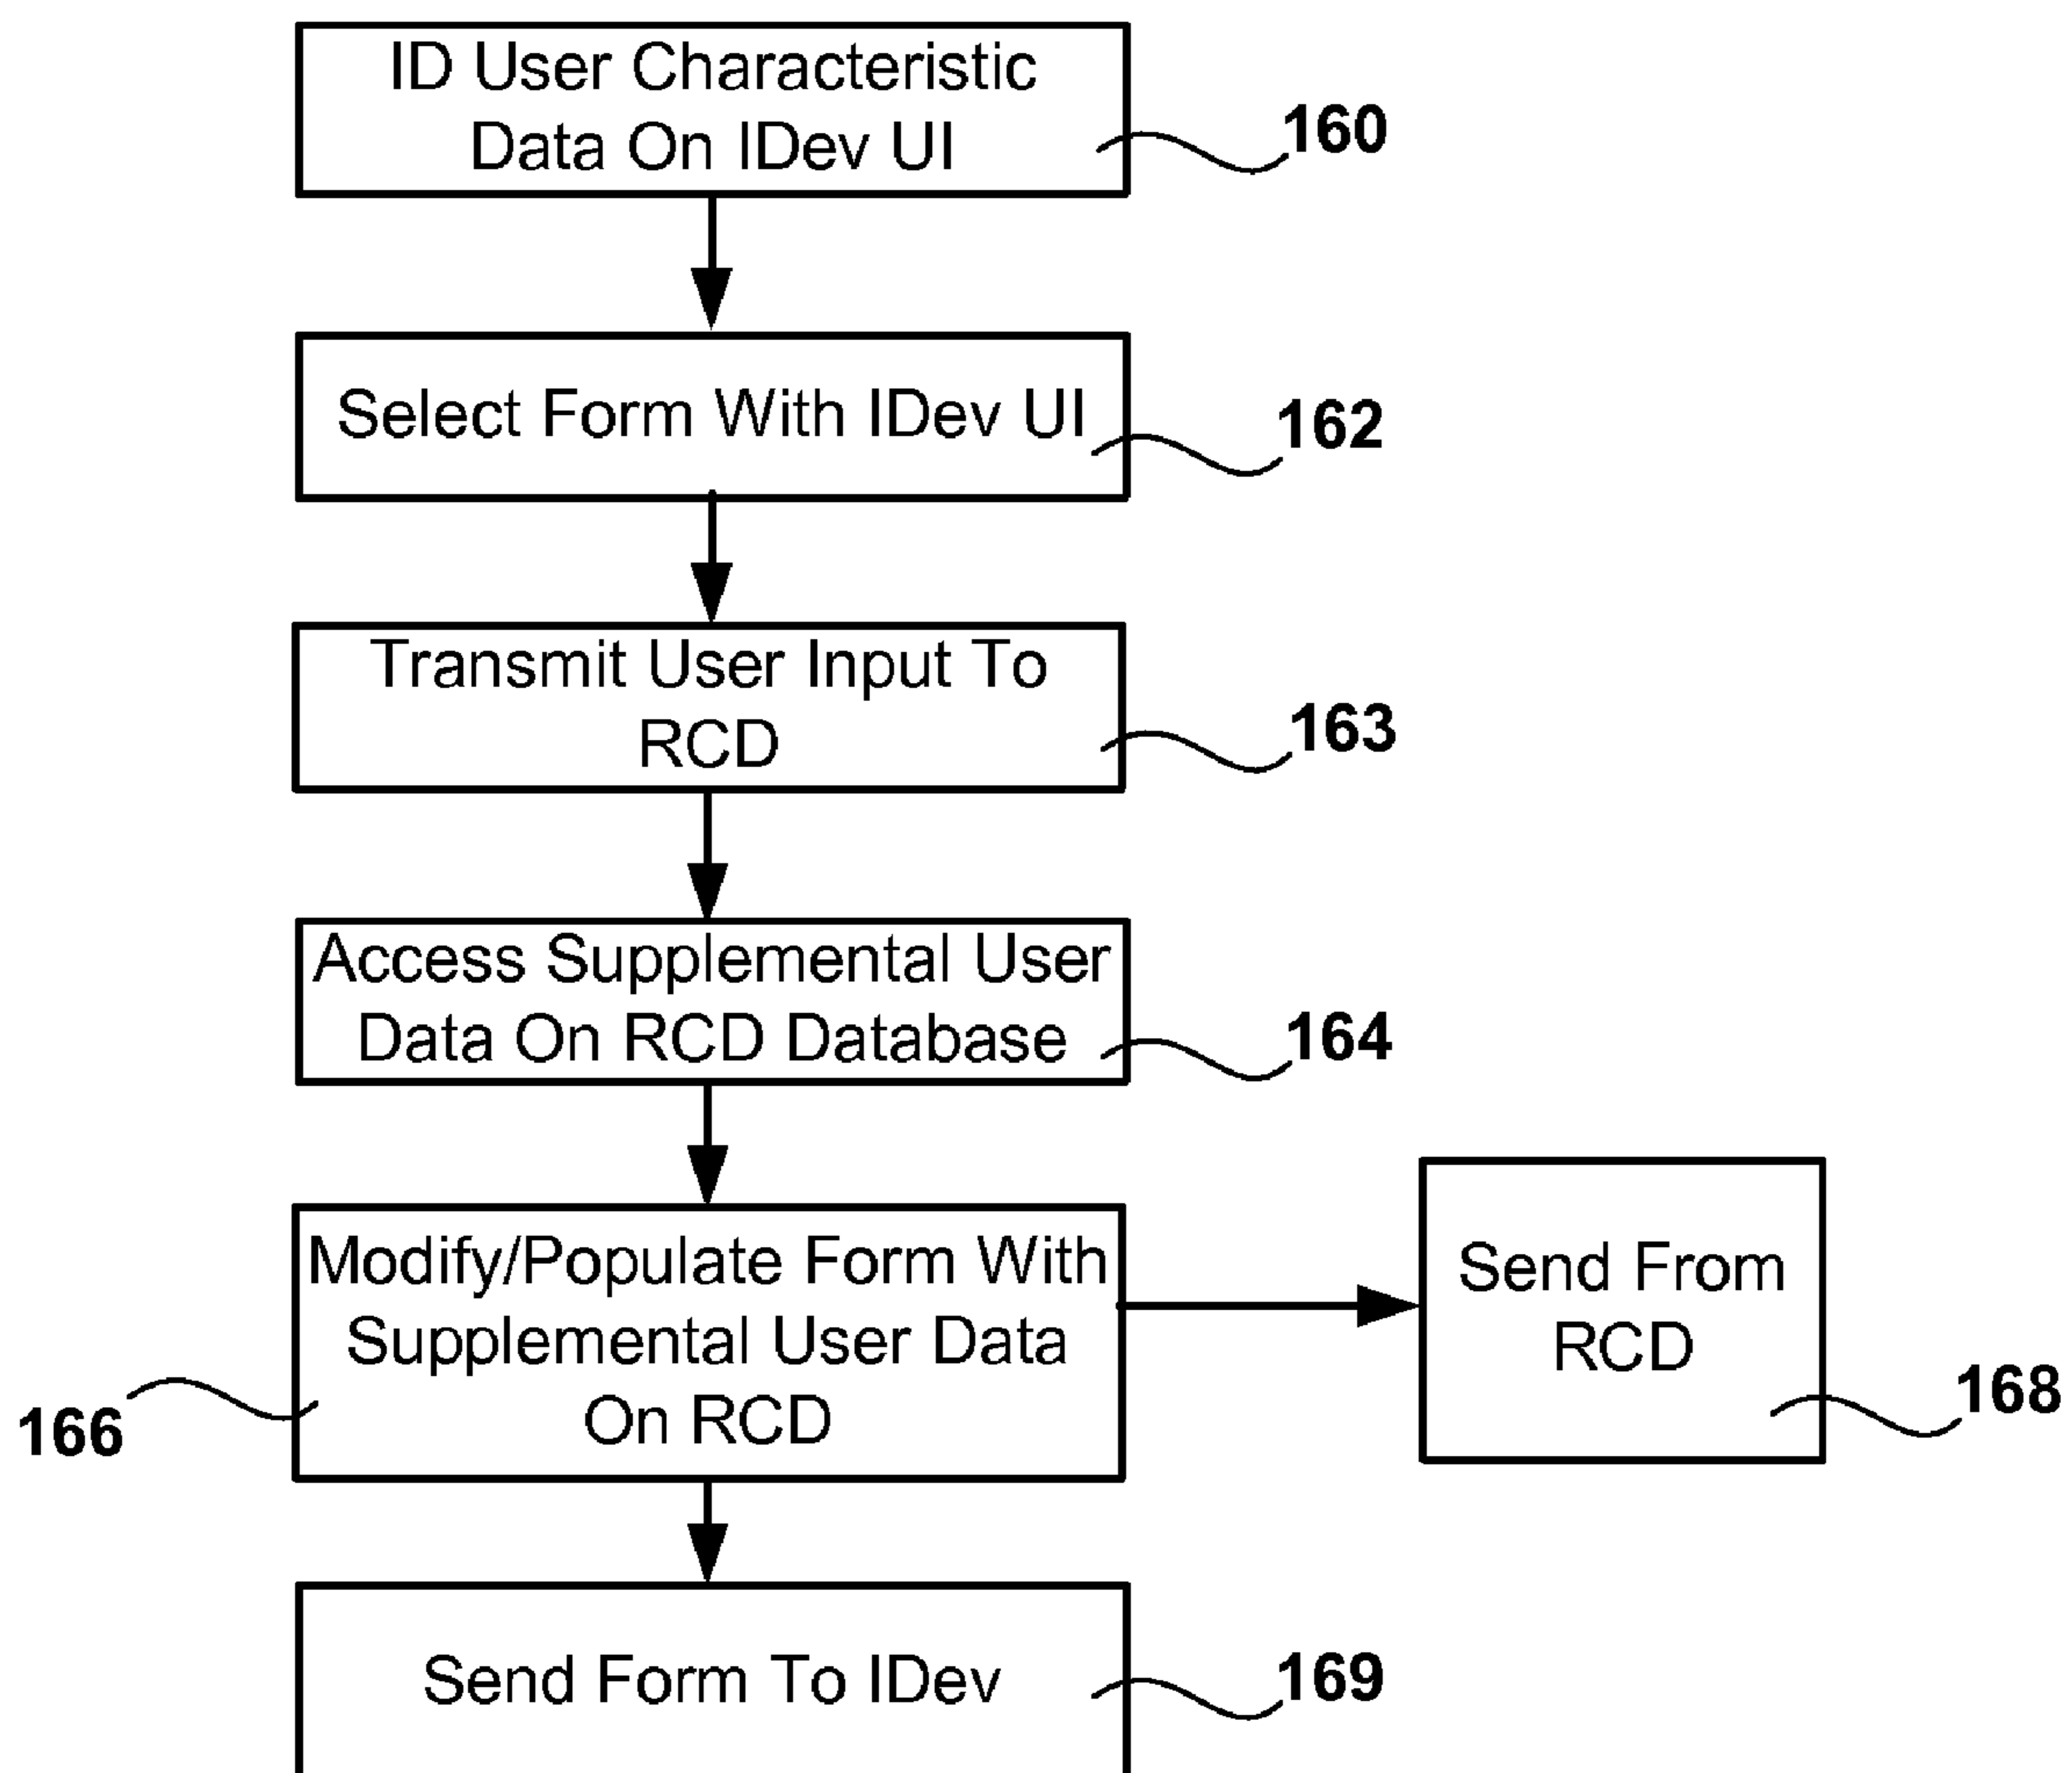 ID User Characteristic
Data On IDev UI
160
Select Form With IDev UI
162
Transmit User Input To
RCD
163
Access Supplemental User
Data On RCD Database
164
Modify/Populate Form With
Supplemental User Data
On RCD
166
Send From
RCD
168
Send Form To IDev
169